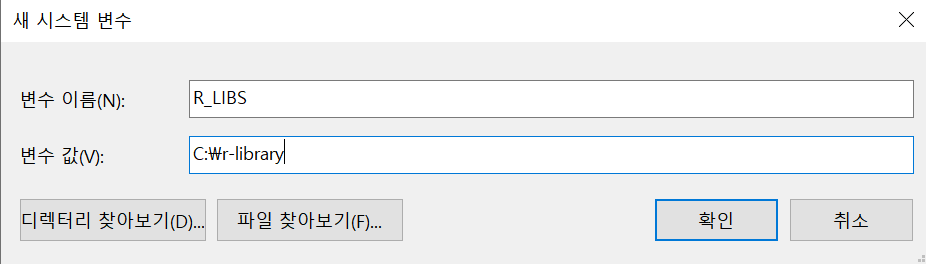 새 시스템 변수
변수 이름(N): R_LIBS
변수 값(V): C:₩r-library
디렉터리 찾아보기(D)... 파일 찾아보기(F)... 확인 취소